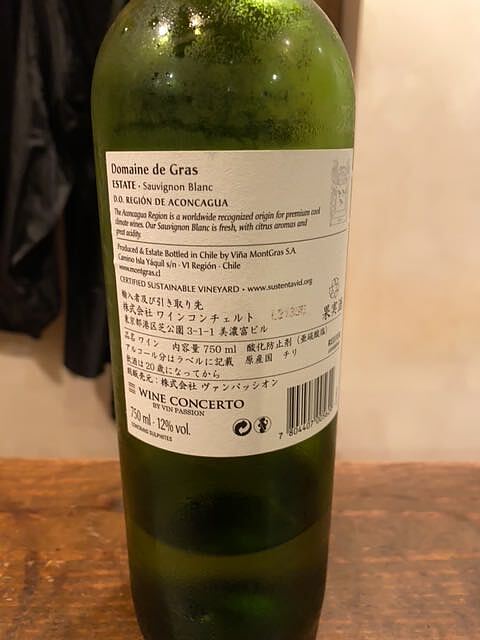 Domaine de Gras
ESTATE · Sauvignon Blanc
D.O. REGIÓN DE ACONCAGUA
The Aconcagua Region is a worldwide recognized origin for premium cool
climate wines. Our Sauvignon Blanc is fresh, with citrus aromas and
great acidity.
Produced & Estate Bottled in Chile by Viña MontGras S.A.
Camino Isla Yáquil s/n · VI Región · Chile
www.montgras.cl
CERTIFIED SUSTAINABLE VINEYARD · www.sustentavid.org
輸入者及び引き取り先
株式会社 ワインコンチェルト
東京都港区芝公園 3-1-1 美濃富ビル
果実酒
品名 ワイン 内容量 750 ml 酸化防止剤(亜硫酸塩)
アルコール分はラベルに記載 原産国 チリ
飲酒は20歳になってから
販売元:株式会社 ヴァンパッシオン
WINE CONCERTO
BY VIN PASSION
750 ml · 12% vol.
CONTAINS SULPHITES